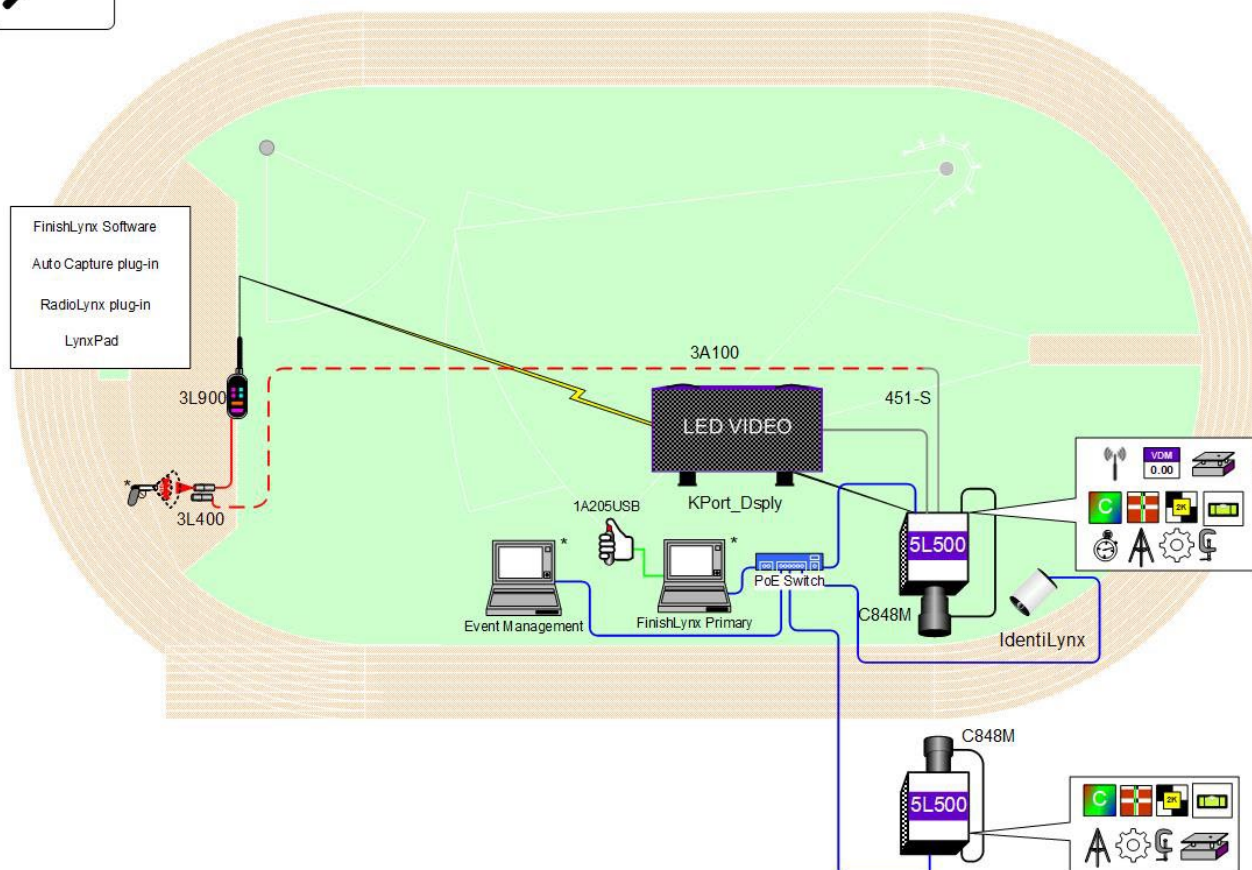 FinishLynx Software
Auto Capture plug-in
RadioLynx plug-in
LynxPad
3A100
3L900
451-S
LED VIDEO
VDM
0.00
C
2K
3L400
*
KPort_Dsply
1A205USB
*
*
5L500
PoE Switch
Event Management
FinishLynx Primary
C848M
IdentiLynx
C848M
5L500
C
2K